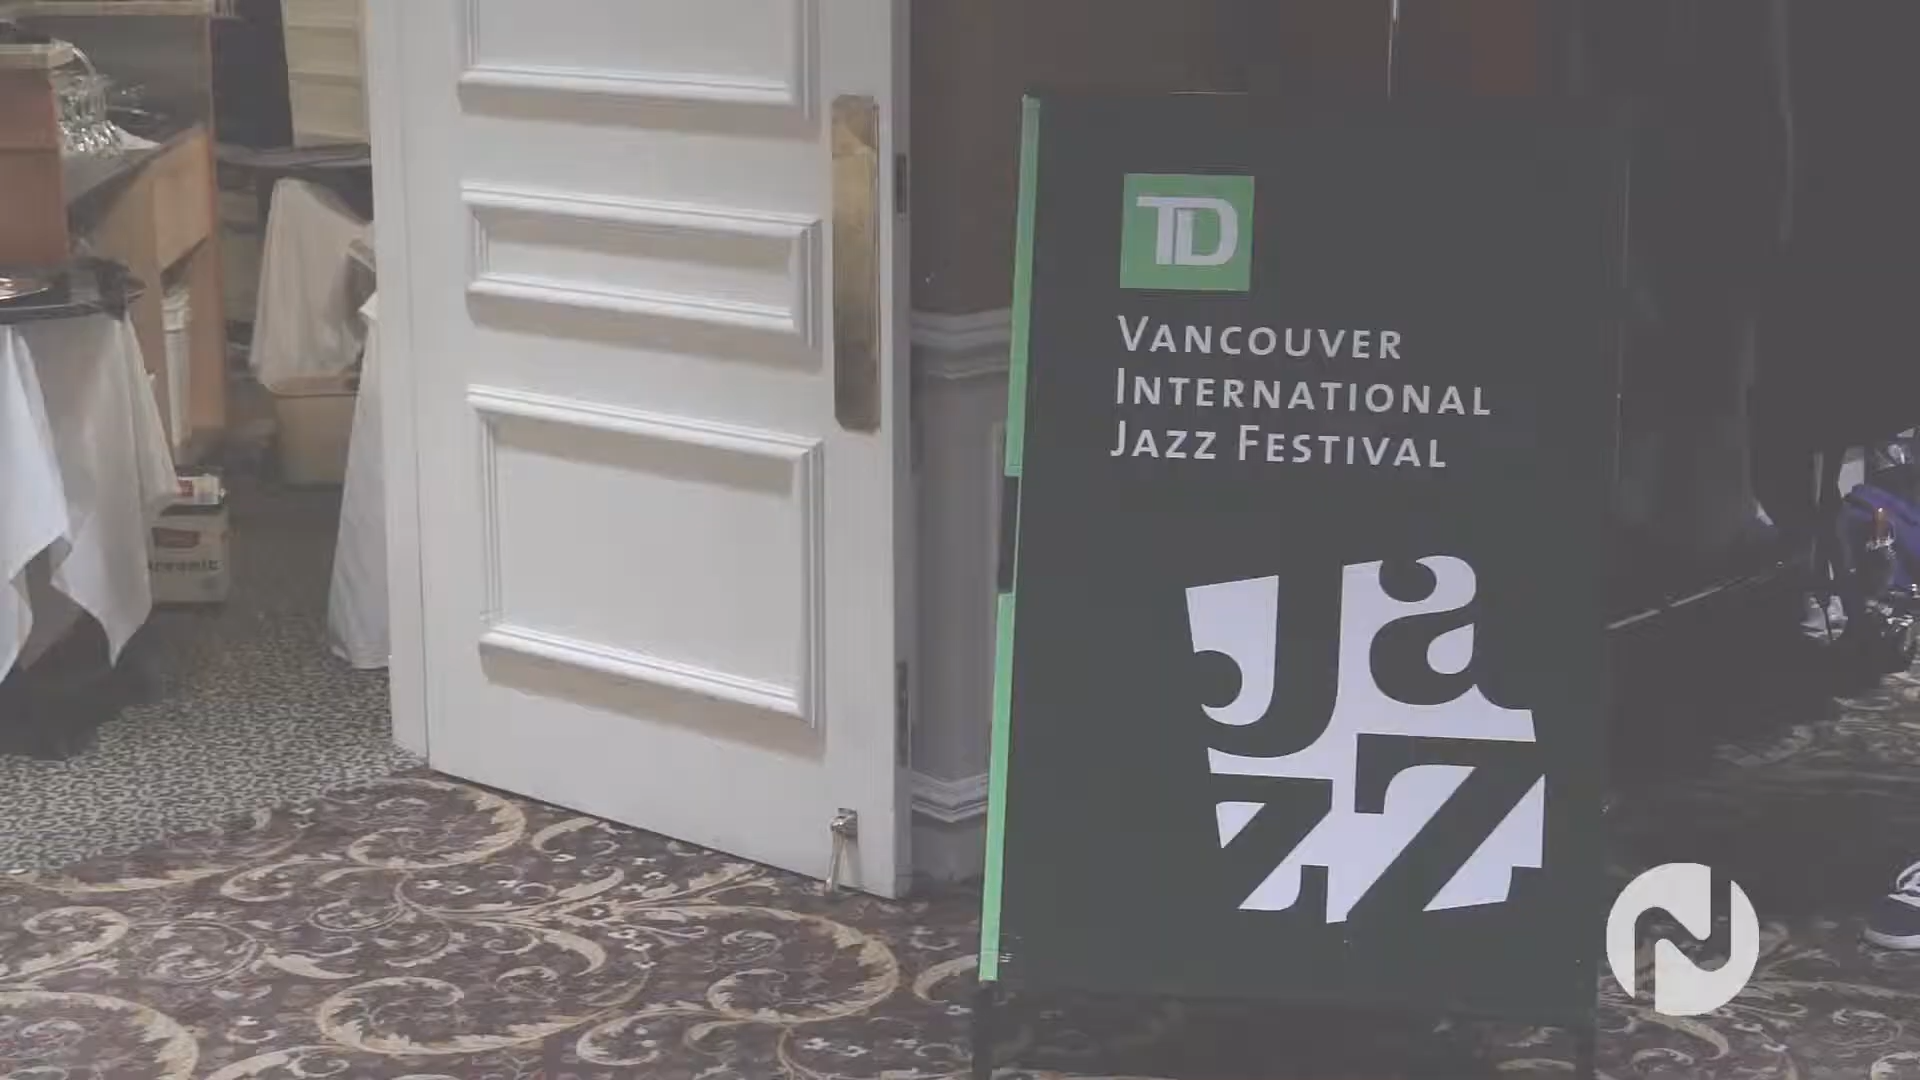 TD
VANCOUVER
INTERNATIONAL
JAZZ FESTIVAL
Jazz